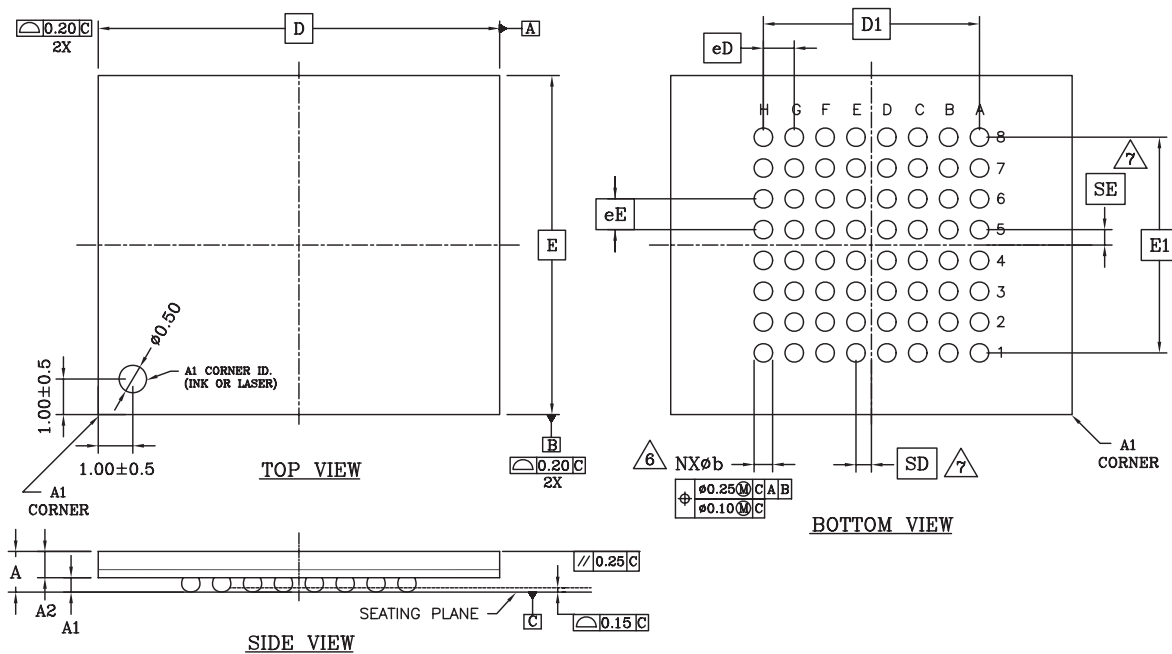 ⌓ 0.20 C
2X
D
A
E
ø0.50
A1 CORNER ID.
(INK OR LASER)
1.00±0.5
1.00±0.5
A1
CORNER
TOP VIEW
B
⌓ 0.20 C
2X
D1
eD
H G F E D C B A
8
7
6
5
4
3
2
1
7
SE
eE
E1
6
NXøb
SD
7
⌖ ø0.25Ⓜ C A B
ø0.10Ⓜ C
A1
CORNER
BOTTOM VIEW
A
A2
A1
// 0.25 C
SEATING PLANE
C
⌓ 0.15 C
SIDE VIEW